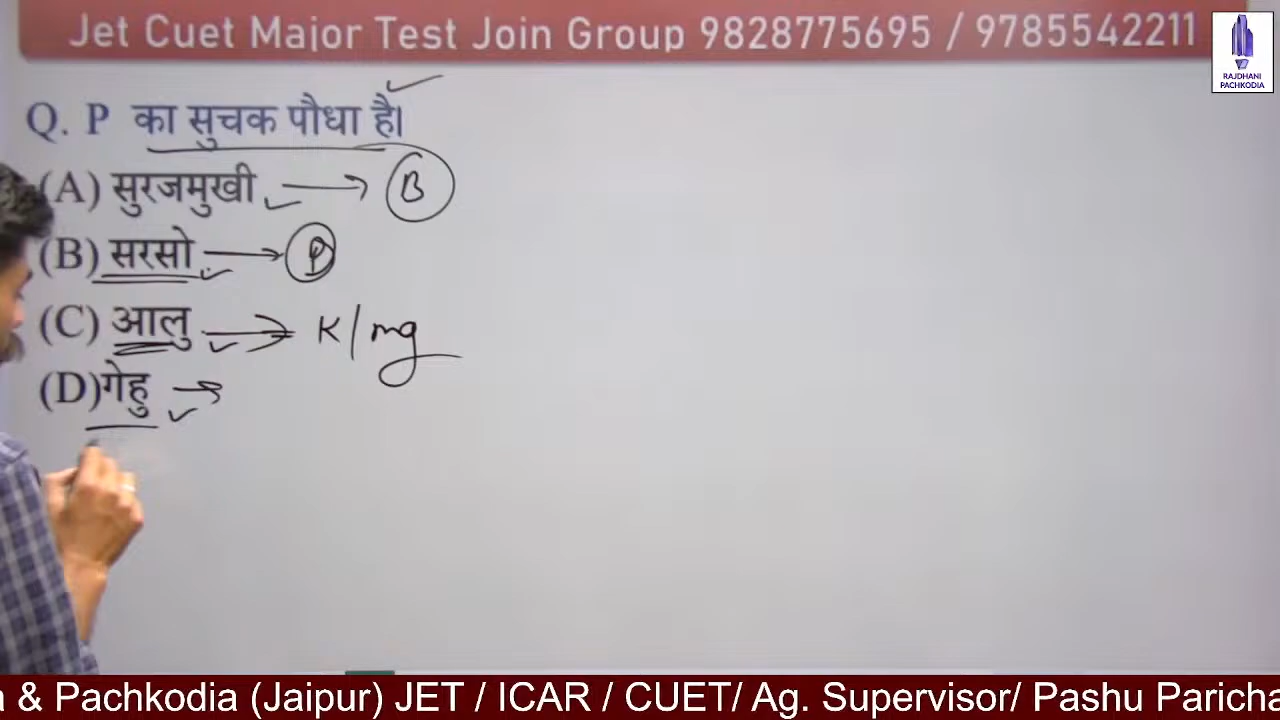 Jet Cuet Major Test Join Group 9828775695 / 9785542211
RAJDHANI
PACHKODIA
Q. P का सुचक पौधा है।
(A) सुरजमुखी → B
(B) सरसो → P
(C) आलु → K/mg
(D)गेहु →
& Pachkodia (Jaipur) JET / ICAR / CUET/ Ag. Supervisor/ Pashu Paricha